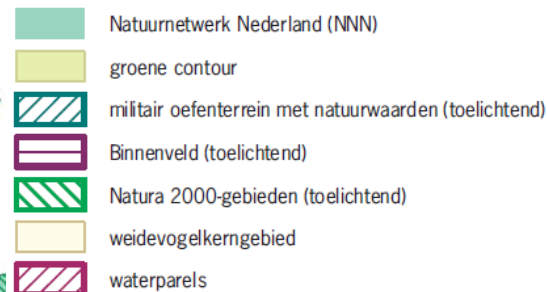 Natuurnetwerk Nederland (NNN)
groene contour
militair oefenterrein met natuurwaarden (toelichtend)
Binnenveld (toelichtend)
Natura 2000-gebieden (toelichtend)
weidevogelkerngebied
waterparels